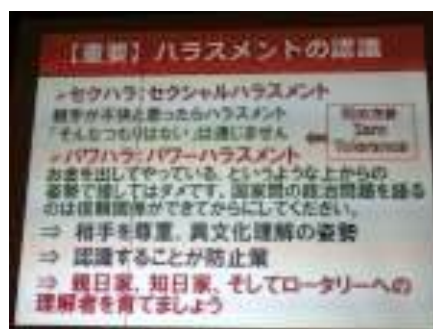 【重要】ハラスメントの認識
セクハラ：セクシャルハラスメント
相手が不快と思ったらハラスメント
「そんなつもりはない」は通じません
Zero
Tolerance
パワハラ：パワーハラスメント
お金を出してやっている、というような上からの
姿勢で接してはダメです。国家間の政治問題を語る
のは信頼関係ができてからにしてください。
⇒ 相手を尊重、異文化理解の姿勢
⇒ 認識することが防止策
⇒ 親日家、知日家、そしてロータリーへの
理解者を育てましょう